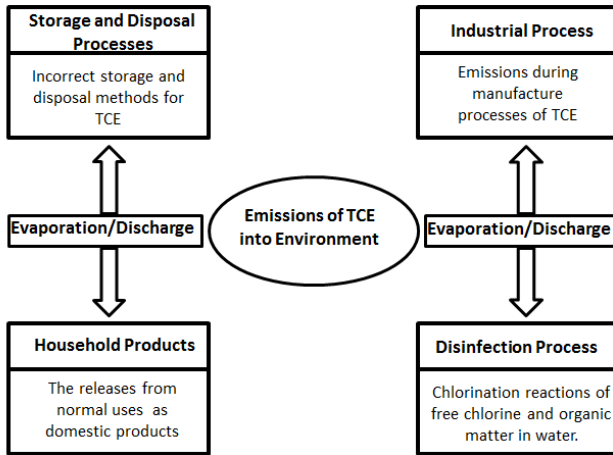 Storage and Disposal
Processes
Incorrect storage and
disposal methods for
TCE
Industrial Process
Emissions during
manufacture
processes of TCE
Evaporation/Discharge
Emissions of TCE
into Environment
Evaporation/Discharge
Household Products
The releases from
normal uses as
domestic products
Disinfection Process
Chlorination reactions of
free chlorine and organic
matter in water.